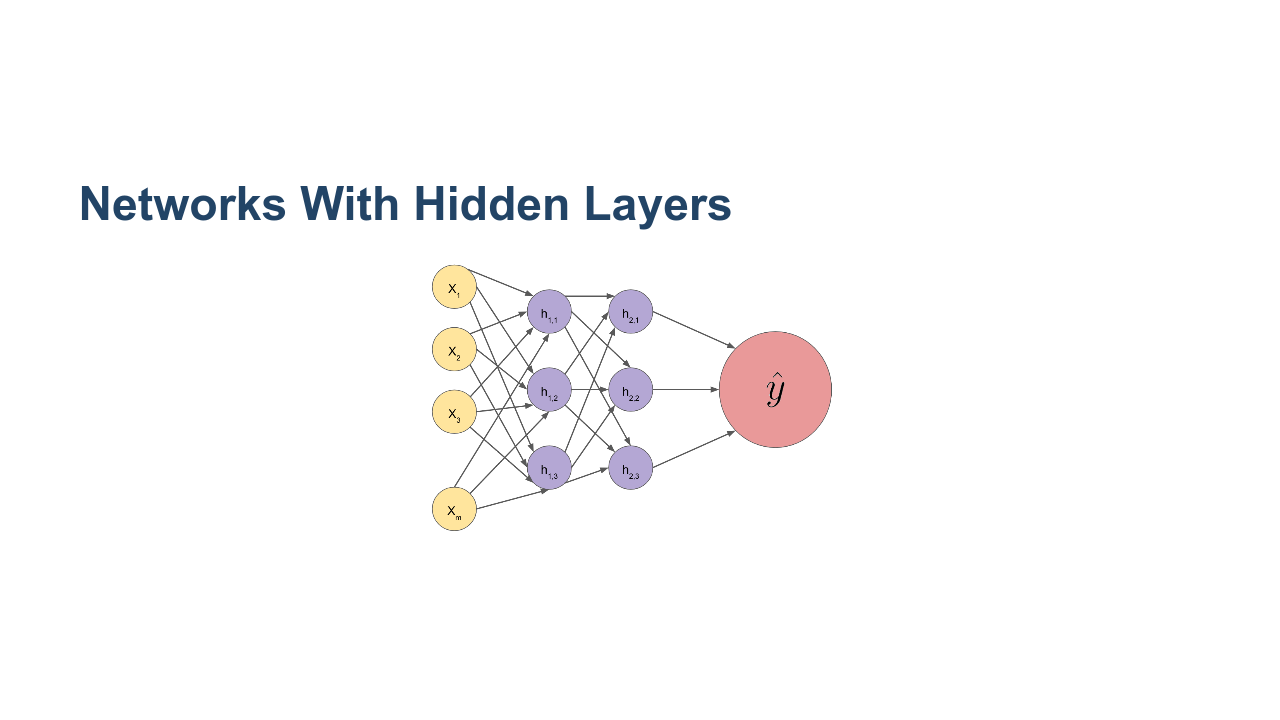 Networks With Hidden Layers
X₁
X₂
X₃
Xₘ
h₁,₁
h₁,₂
h₁,₃
h₂.₁
h₂.₂
h₂.₃
ŷ